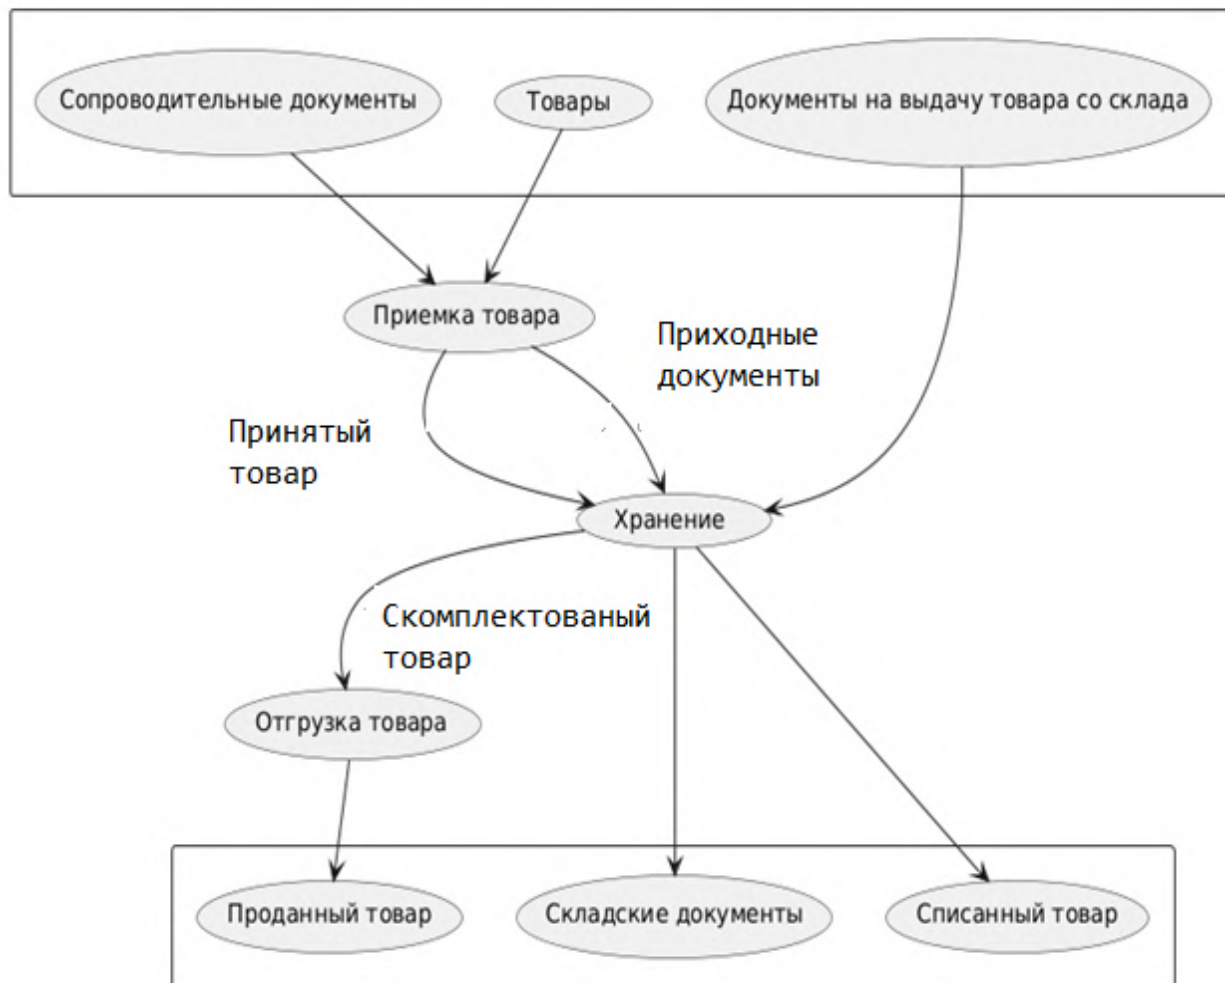 Сопроводительные документы
Товары
Документы на выдачу товара со склада
Приемка товара
Приходные
документы
Принятый
товар
Хранение
Скомплектованый
товар
Отгрузка товара
Проданный товар
Складские документы
Списанный товар